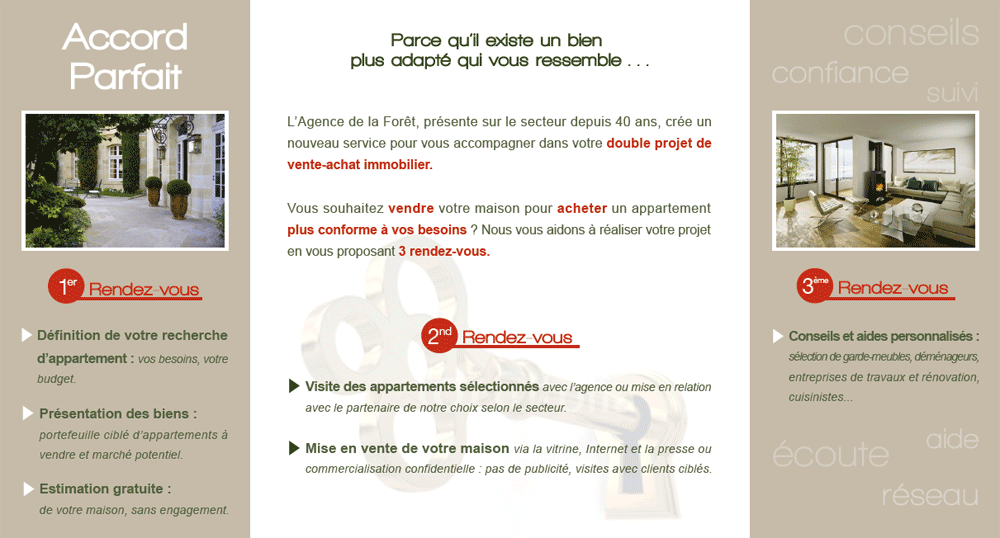 Accord
Parfait
1er Rendez-vous
Définition de votre recherche
d'appartement : vos besoins, votre
budget.
Présentation des biens :
portefeuille ciblé d'appartements à
vendre et marché potentiel.
Estimation gratuite :
de votre maison, sans engagement.
Parce qu'il existe un bien
plus adapté qui vous ressemble . . .
L'Agence de la Forêt, présente sur le secteur depuis 40 ans, crée un
nouveau service pour vous accompagner dans votre double projet de
vente-achat immobilier.
Vous souhaitez vendre votre maison pour acheter un appartement
plus conforme à vos besoins ? Nous vous aidons à réaliser votre projet
en vous proposant 3 rendez-vous.
2nd Rendez-vous
Visite des appartements sélectionnés avec l'agence ou mise en relation
avec le partenaire de notre choix selon le secteur.
Mise en vente de votre maison via la vitrine, Internet et la presse ou
commercialisation confidentielle : pas de publicité, visites avec clients ciblés.
conseils
confiance
suivi
3ème Rendez-vous
Conseils et aides personnalisés :
sélection de garde-meubles, déménageurs,
entreprises de travaux et rénovation,
cuisinistes...
aide
écoute
réseau